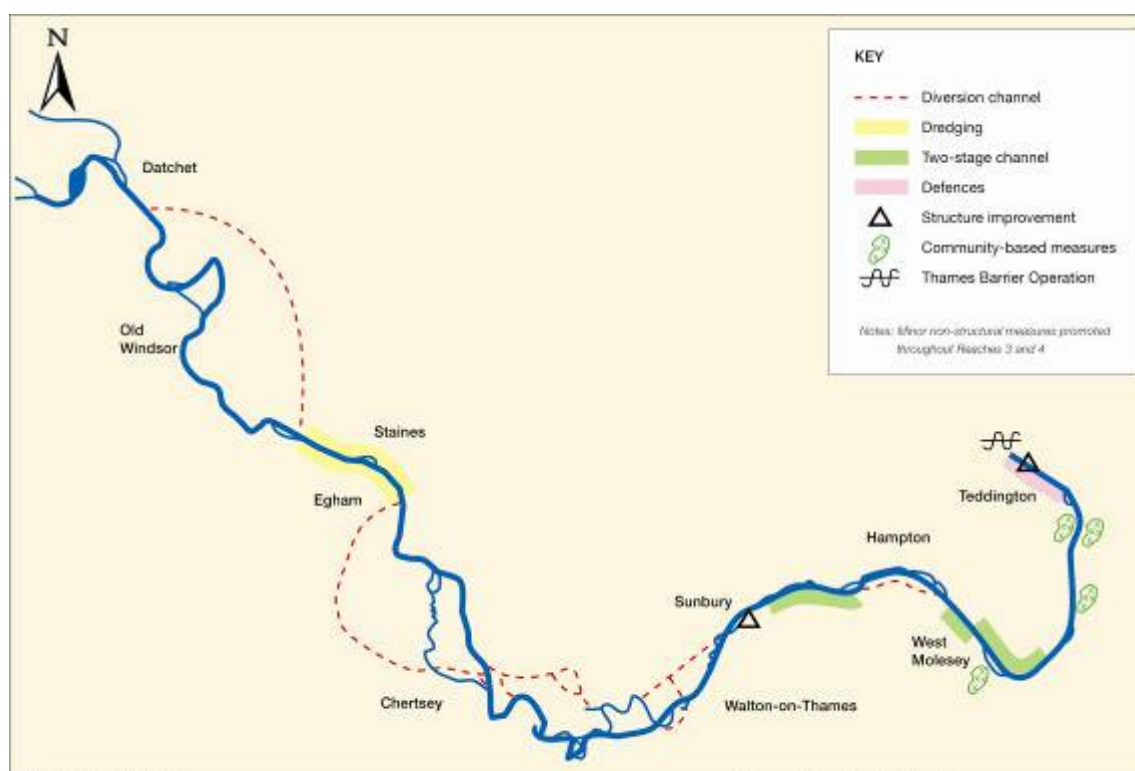 N
KEY
Diversion channel
Dredging
Two-stage channel
Defences
Structure improvement
Community-based measures
Thames Barrier Operation
Notes: Minor non-structural measures promoted
throughout Reaches 3 and 4
Datchet
Old
Windsor
Staines
Egham
Teddington
Hampton
Sunbury
West
Molesey
Chertsey
Walton-on-Thames